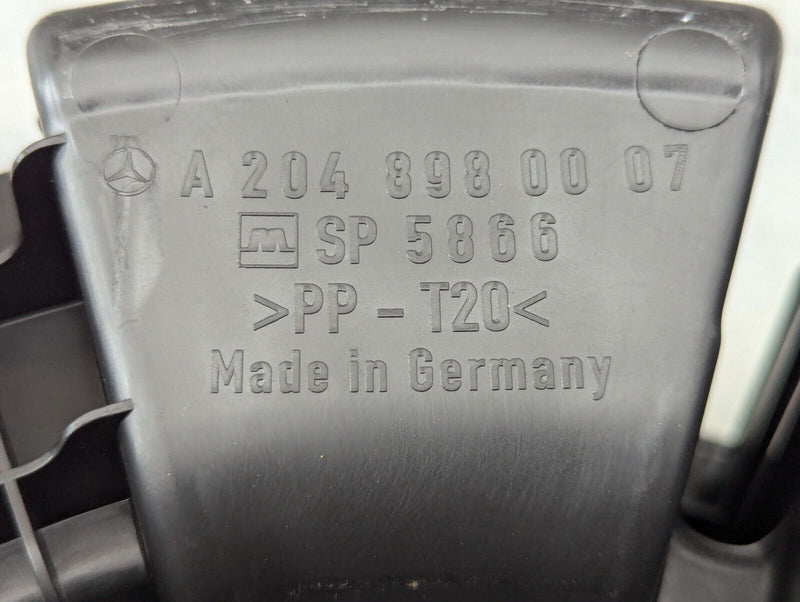 A 204 898 00 07
M SP 5866
>PP - T20<
Made in Germany